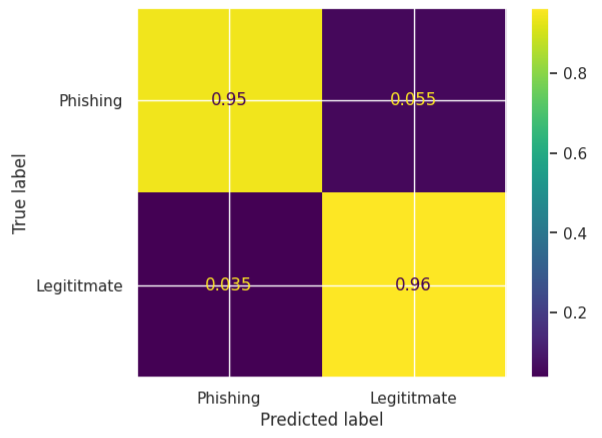 True label
Phishing
0.95
0.055
Legititmate
0.035
0.96
Phishing
Legititmate
Predicted label
0.8
0.6
0.4
0.2